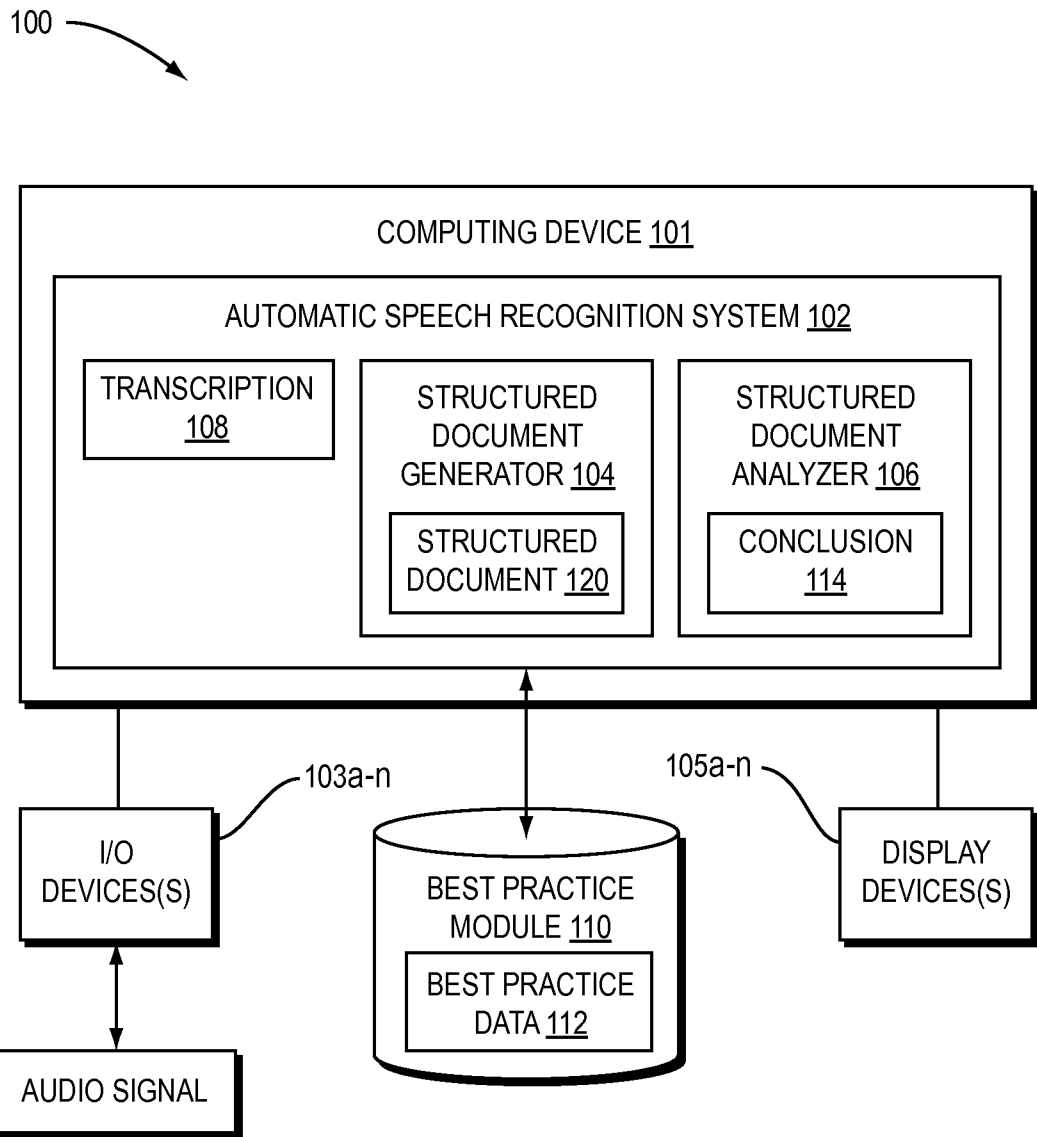 100
COMPUTING DEVICE 101
AUTOMATIC SPEECH RECOGNITION SYSTEM 102
TRANSCRIPTION
108
STRUCTURED
DOCUMENT
GENERATOR 104
STRUCTURED
DOCUMENT 120
STRUCTURED
DOCUMENT
ANALYZER 106
CONCLUSION
114
103a-n
105a-n
I/O
DEVICES(S)
BEST PRACTICE
MODULE 110
BEST PRACTICE
DATA 112
DISPLAY
DEVICES(S)
AUDIO SIGNAL